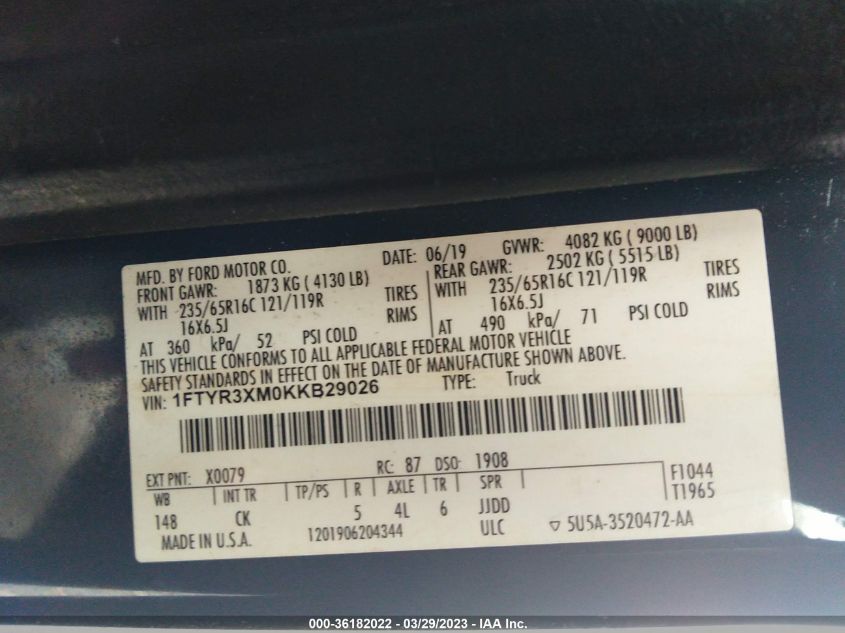 MFD. BY FORD MOTOR CO. DATE: 06/19 GVWR: 4082 KG ( 9000 LB)
FRONT GAWR: 1873 KG ( 4130 LB) REAR GAWR: 2502 KG ( 5515 LB)
WITH 235/65R16C 121/119R TIRES WITH 235/65R16C 121/119R TIRES
16X6.5J RIMS 16X6.5J RIMS
AT 360 kPa/ 52 PSI COLD AT 490 kPa/ 71 PSI COLD
THIS VEHICLE CONFORMS TO ALL APPLICABLE FEDERAL MOTOR VEHICLE
SAFETY STANDARDS IN EFFECT ON THE DATE OF MANUFACTURE SHOWN ABOVE.
VIN: 1FTYR3XM0KKB29026 TYPE: Truck
EXT PNT: X0079 RC: 87 DSO: 1908
WB INT TR TP/PS R AXLE TR SPR F1044
148 CK 5 4L 6 JJDD T1965
MADE IN U.S.A. 1201906204344 ULC ▽ 5U5A-3520472-AA
000-36182022 - 03/29/2023 - IAA Inc.